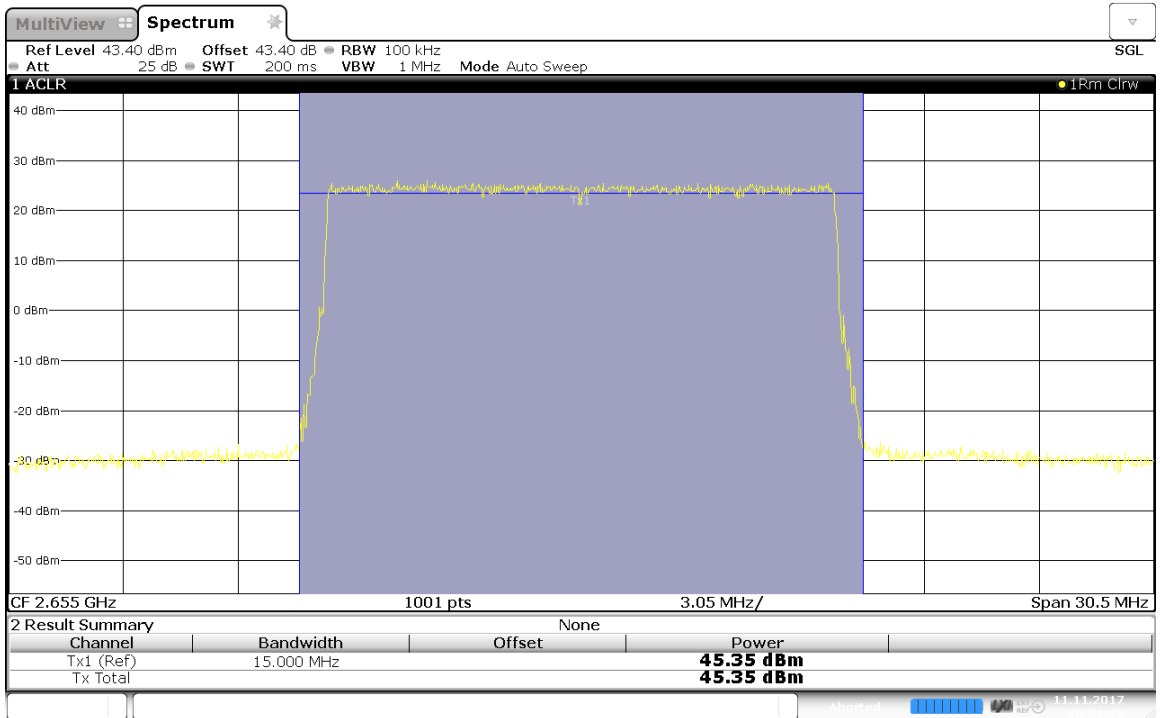 MultiView Spectrum
Ref Level 43.40 dBm Offset 43.40 dB RBW 100 kHz SGL
Att 25 dB SWT 200 ms VBW 1 MHz Mode Auto Sweep
1 ACLR 1Rm Clrw
40 dBm
30 dBm
20 dBm
Tx1
10 dBm
0 dBm
-10 dBm
-20 dBm
-30 dBm
-40 dBm
-50 dBm
CF 2.655 GHz 1001 pts 3.05 MHz/ Span 30.5 MHz
2 Result Summary None
Channel Bandwidth Offset Power
Tx1 (Ref) 15.000 MHz 45.35 dBm
Tx Total 45.35 dBm
Aborted 11.11.2017